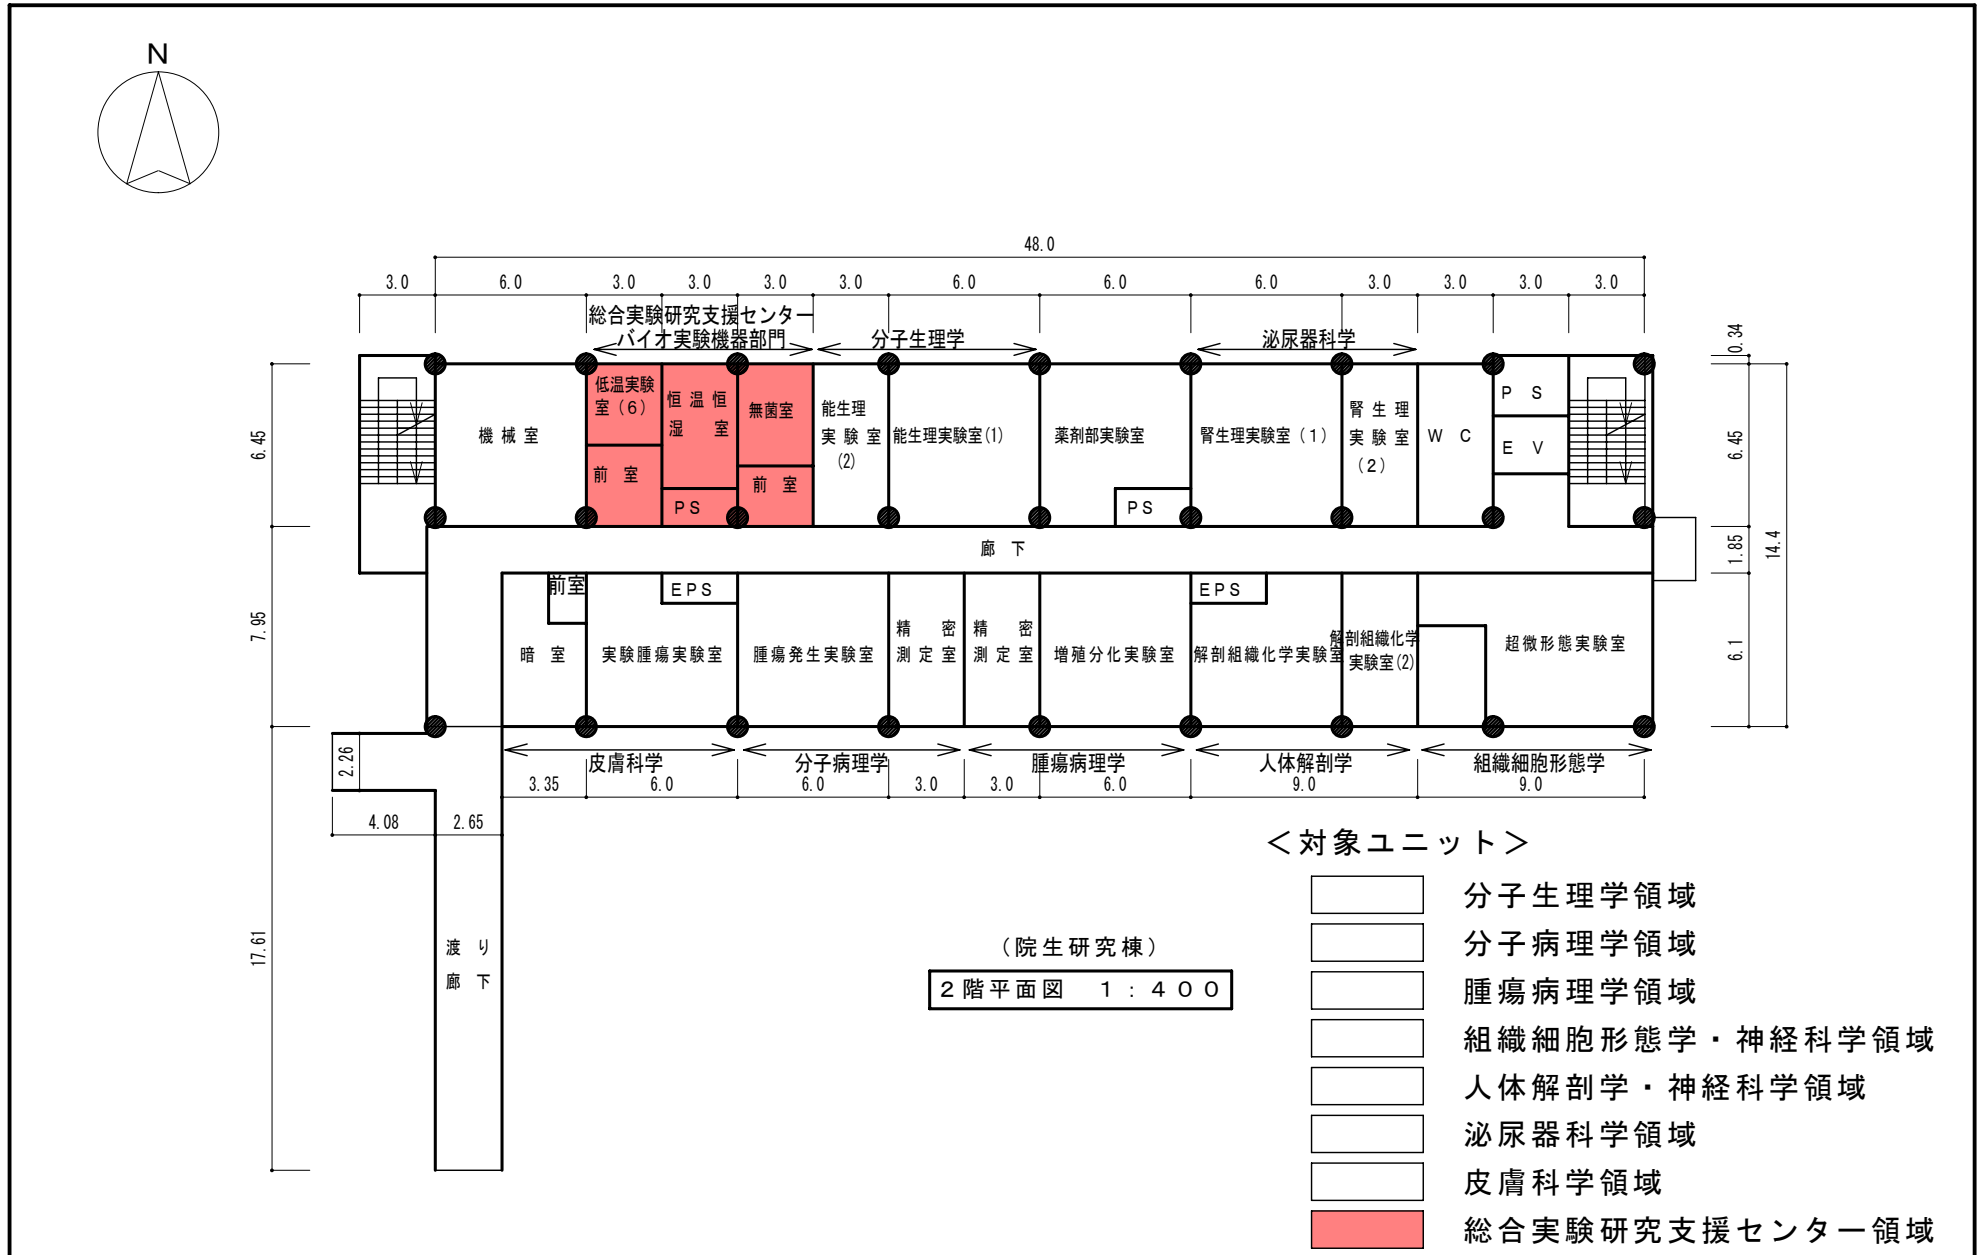 N
48.0
3.0 6.0 3.0 3.0 3.0 3.0 6.0 6.0 6.0 3.0 3.0 3.0 3.0
総合実験研究支援センター
バイオ実験機器部門
分子生理学
泌尿器科学
0.34
低温実験
室(6)
前 室
恒 温 恒
湿 室
PS
無菌室
前 室
機 械 室
能生理
実 験 室
(2)
能生理実験室(1)
薬剤部実験室
PS
腎生理実験室(1)
腎 生 理
実 験 室
(2)
W C
P S
E V
6.45
6.45
14.4
廊 下
1.85
前室
暗 室
実験腫瘍実験室
EPS
腫瘍発生実験室
精 密
測 定 室
精 密
測 定 室
増殖分化実験室
EPS
解剖組織化学実験室
解剖組織化学
実験室(2)
超微形態実験室
7.95
6.1
皮膚科学
分子病理学
腫瘍病理学
人体解剖学
組織細胞形態学
2.26
3.35 6.0 6.0 3.0 3.0 6.0 9.0 9.0
4.08 2.65
17.61
渡 り
廊 下
(院生研究棟)
2階平面図 1:400
<対象ユニット>
分子生理学領域
分子病理学領域
腫瘍病理学領域
組織細胞形態学・神経科学領域
人体解剖学・神経科学領域
泌尿器科学領域
皮膚科学領域
総合実験研究支援センター領域